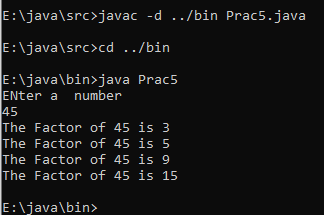 E:\java\src>javac -d ../bin Prac5.java
E:\java\src>cd ../bin
E:\java\bin>java Prac5
ENter a  number
45
The Factor of 45 is 3
The Factor of 45 is 5
The Factor of 45 is 9
The Factor of 45 is 15
E:\java\bin>